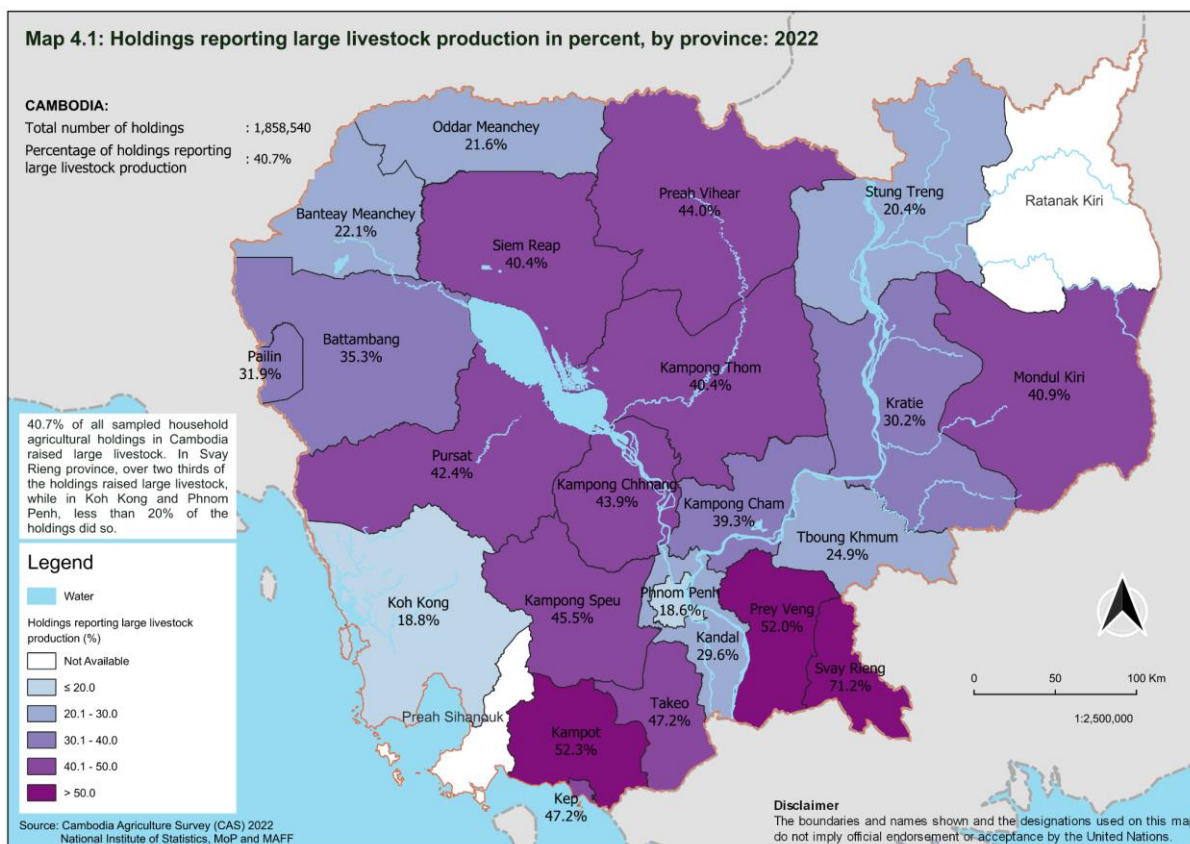 Map 4.1: Holdings reporting large livestock production in percent, by province: 2022
CAMBODIA:
Total number of holdings : 1,858,540
Percentage of holdings reporting
large livestock production : 40.7%
Oddar Meanchey
21.6%
Preah Vihear
44.0%
Stung Treng
20.4%
Ratanak Kiri
Banteay Meanchey
22.1%
Siem Reap
40.4%
Battambang
35.3%
Pailin
31.9%
Kampong Thom
40.4%
Kratie
30.2%
Mondul Kiri
40.9%
Pursat
42.4%
Kampong Chhnang
43.9%
Kampong Cham
39.3%
Tboung Khmum
24.9%
Koh Kong
18.8%
Kampong Speu
45.5%
Phnom Penh
18.6%
Kandal
29.6%
Prey Veng
52.0%
Svay Rieng
71.2%
Preah Sihanouk
Kampot
52.3%
Takeo
47.2%
Kep
47.2%
40.7% of all sampled household
agricultural holdings in Cambodia
raised large livestock. In Svay
Rieng province, over two thirds of
the holdings raised large livestock,
while in Koh Kong and Phnom
Penh, less than 20% of the
holdings did so.
Legend
Water
Holdings reporting large livestock
production (%)
Not Available
≤ 20.0
20.1 - 30.0
30.1 - 40.0
40.1 - 50.0
> 50.0
Source: Cambodia Agriculture Survey (CAS) 2022
National Institute of Statistics, MoP and MAFF
0 50 100 Km
1:2,500,000
Disclaimer
The boundaries and names shown and the designations used on this map
do not imply official endorsement or acceptance by the United Nations.